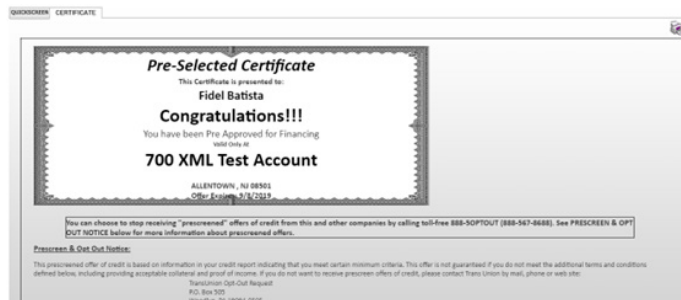 QUICKSCREEN CERTIFICATE
Pre-Selected Certificate
This Certificate is presented to:
Fidel Batista
Congratulations!!!
You have been Pre Approved for Financing
Valid Only At
700 XML Test Account
ALLENTOWN , NJ 08501
Offer Expires 9/8/2019
You can choose to stop receiving "prescreened" offers of credit from this and other companies by calling toll-free 888-5OPTOUT (888-567-8688). See PRESCREEN & OPT
OUT NOTICE below for more information about prescreened offers.
Prescreen & Opt Out Notice:
This prescreened offer of credit is based on information in your credit report indicating that you meet certain minimum criteria. This offer is not guaranteed if you do not meet the additional terms and conditions
defined below, including providing acceptable collateral and proof of income. If you do not want to receive prescreen offers of credit, please contact Trans Union by mail, phone or web site:
TransUnion Opt-Out Request
P.O. Box 505